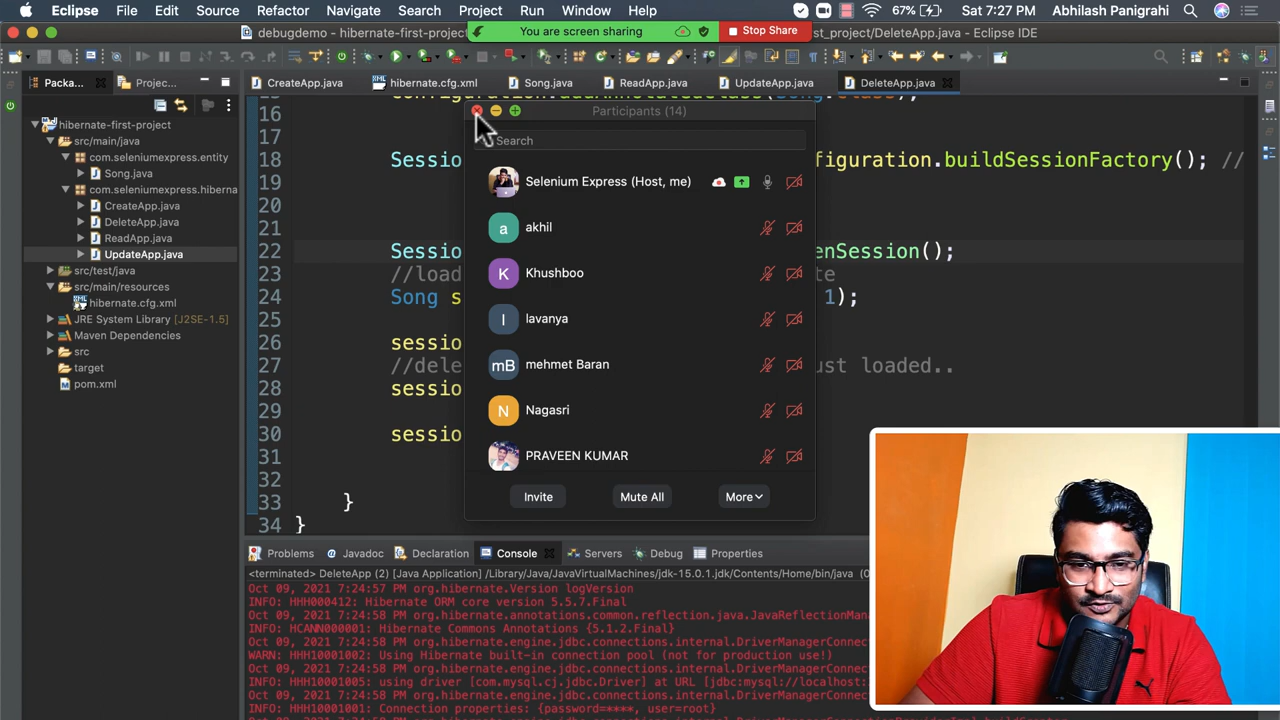 Eclipse File Edit Source Refactor Navigate Search Project Run Window Help 67% Sat 7:27 PM Abhilash Panigrahi
debugdemo - hibernate-first-project
st_project/DeleteApp.java - Eclipse IDE
You are screen sharing Stop Share
Packa... Projec...
CreateApp.java hibernate.cfg.xml Song.java ReadApp.java UpdateApp.java DeleteApp.java
hibernate-first-project
src/main/java
com.seleniumexpress.entity
Song.java
com.seleniumexpress.hiberna
CreateApp.java
DeleteApp.java
ReadApp.java
UpdateApp.java
src/test/java
src/main/resources
hibernate.cfg.xml
JRE System Library [J2SE-1.5]
Maven Dependencies
src
target
pom.xml
16
17
18 Sessio figuration.buildSessionFactory(); //
19
20
21
22 Sessio enSession();
23 //load te
24 Song s 1);
25
26 sessio
27 //dele ust loaded..
28 sessio
29
30 sessio
31
32
33 }
34 }
Participants (14)
Search
Selenium Express (Host, me)
a akhil
K Khushboo
l lavanya
mB mehmet Baran
N Nagasri
PRAVEEN KUMAR
Invite Mute All More
Problems Javadoc Declaration Console Servers Debug Properties
<terminated> DeleteApp (2) [Java Application] /Library/Java/JavaVirtualMachines/jdk-15.0.1.jdk/Contents/Home/bin/java (0
Oct 09, 2021 7:24:57 PM org.hibernate.Version logVersion
INFO: HHH000412: Hibernate ORM core version 5.5.7.Final
Oct 09, 2021 7:24:58 PM org.hibernate.annotations.common.reflection.java.JavaReflectionMana
INFO: HCANN000001: Hibernate Commons Annotations {5.1.2.Final}
Oct 09, 2021 7:24:58 PM org.hibernate.engine.jdbc.connections.internal.DriverManagerConnect
WARN: HHH10001002: Using Hibernate built-in connection pool (not for production use!)
Oct 09, 2021 7:24:58 PM org.hibernate.engine.jdbc.connections.internal.DriverManagerConnect
INFO: HHH10001005: using driver [com.mysql.cj.jdbc.Driver] at URL [jdbc:mysql://localhost:
Oct 09, 2021 7:24:58 PM org.hibernate.engine.jdbc.connections.internal.DriverManagerConnect
INFO: HHH10001001: Connection properties: {password=****, user=root}